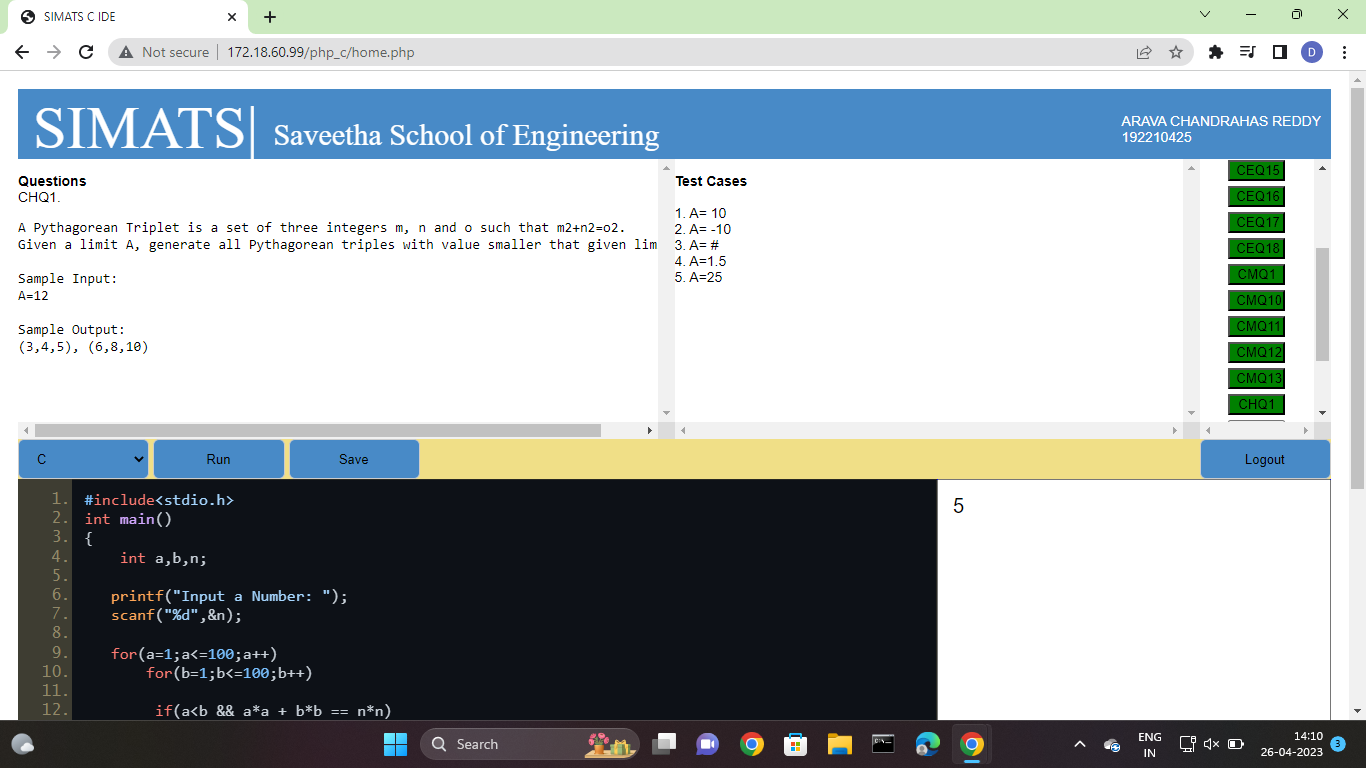 SIMATS C IDE
Not secure
172.18.60.99/php_c/home.php
D
SIMATS| Saveetha School of Engineering
ARAVA CHANDRAHAS REDDY
192210425
Questions
CHQ1.
A Pythagorean Triplet is a set of three integers m, n and o such that m2+n2=o2.
Given a limit A, generate all Pythagorean triples with value smaller that given lim
Sample Input:
A=12
Sample Output:
(3,4,5), (6,8,10)
Test Cases
1. A= 10
2. A= -10
3. A= #
4. A=1.5
5. A=25
CEQ15
CEQ16
CEQ17
CEQ18
CMQ1
CMQ10
CMQ11
CMQ12
CMQ13
CHQ1
C
Run
Save
Logout
1. #include<stdio.h>
2. int main()
3. {
4. int a,b,n;
5.
6. printf("Input a Number: ");
7. scanf("%d",&n);
8.
9. for(a=1;a<=100;a++)
10. for(b=1;b<=100;b++)
11.
12. if(a<b && a*a + b*b == n*n)
5
Search
ENG
IN
14:10
26-04-2023
3